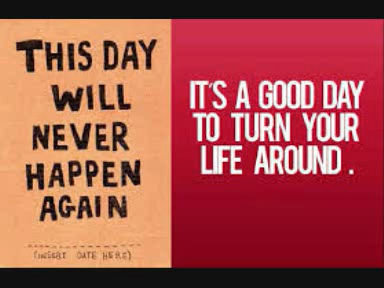 THIS DAY
WILL
NEVER
HAPPEN
AGAIN
(INSERT DATE HERE)
IT'S A GOOD DAY
TO TURN YOUR
LIFE AROUND.